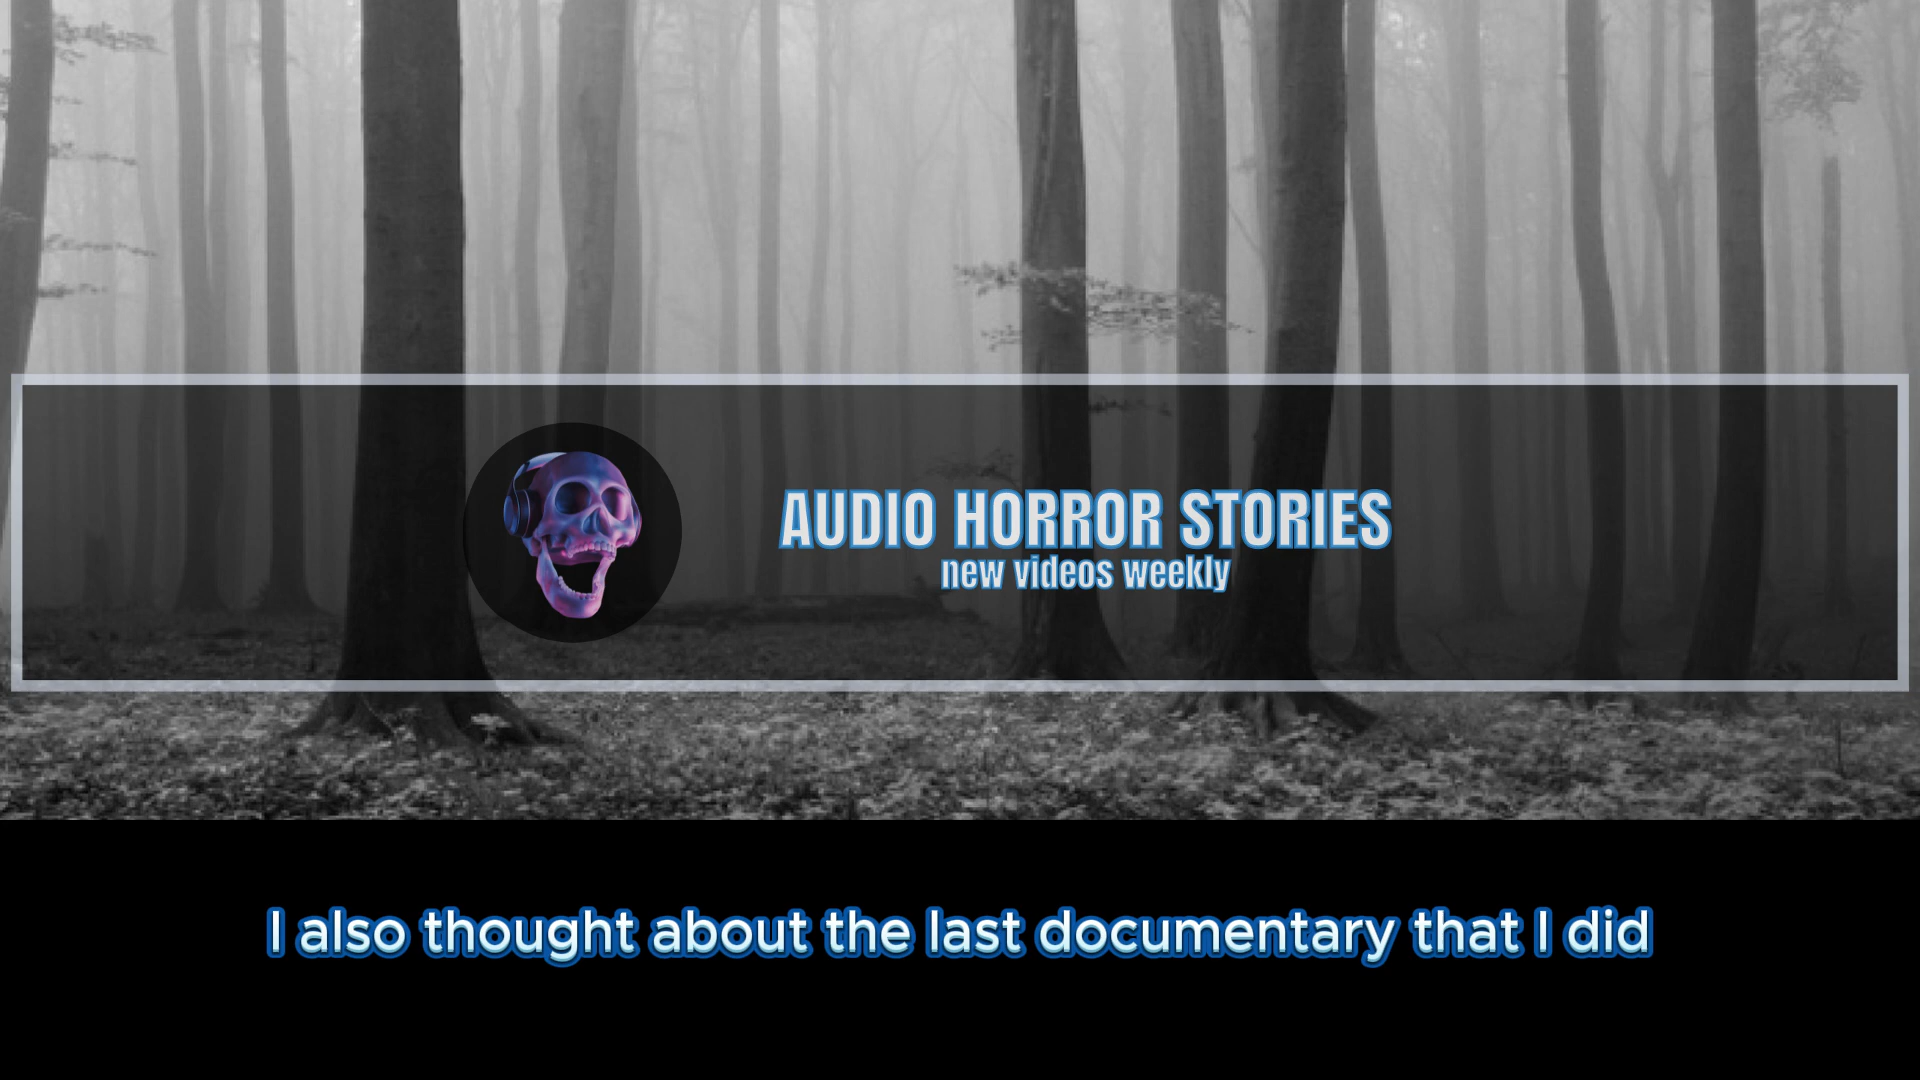 AUDIO HORROR STORIES
new videos weekly
I also thought about the last documentary that I did